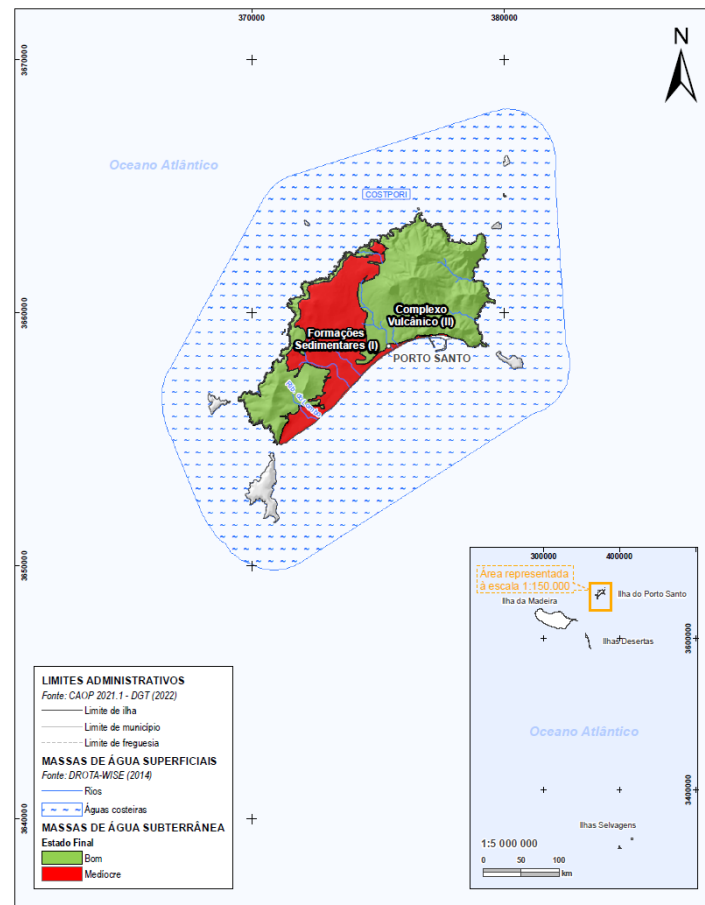 370000
380000
3670000
N
Oceano Atlântico
COSTPORI
3660000
Complexo
Vulcânico (II)
Formações
Sedimentares (I)
PORTO SANTO
3650000
300000
400000
Área representada
à escala 1:150.000
Ilha do Porto Santo
Ilha da Madeira
Ilhas Desertas
3600000
Oceano Atlântico
3400000
Ilhas Selvagens
1:5 000 000
0 50 100
km
3640000
LIMITES ADMINISTRATIVOS
Fonte: CAOP 2021.1 - DGT (2022)
Limite de ilha
Limite de município
Limite de freguesia
MASSAS DE ÁGUA SUPERFICIAIS
Fonte: DROTA-WISE (2014)
Rios
Águas costeiras
MASSAS DE ÁGUA SUBTERRÂNEA
Estado Final
Bom
Medíocre